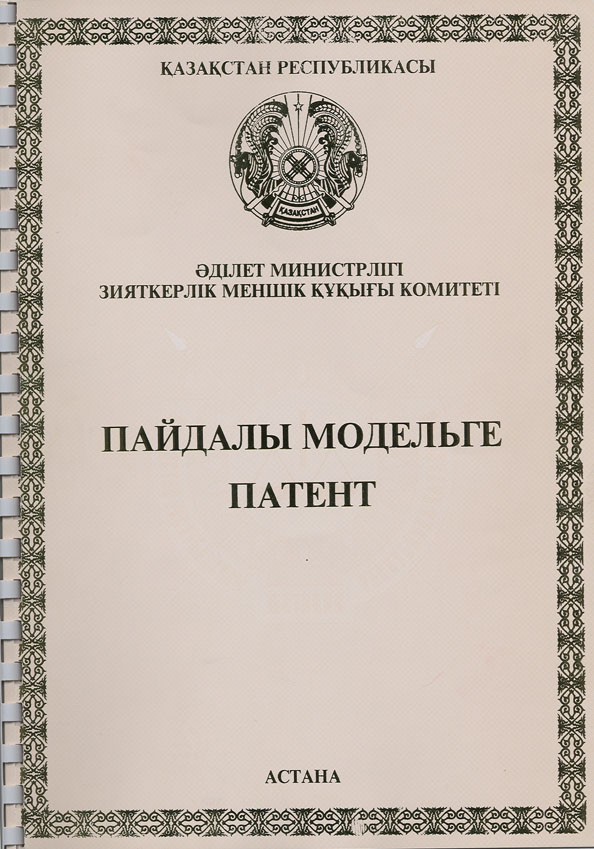 ҚАЗАҚСТАН РЕСПУБЛИКАСЫ
ҚАЗАҚСТАН
ӘДІЛЕТ МИНИСТРЛІГІ
ЗИЯТКЕРЛІК МЕНШІК ҚҰҚЫҒЫ КОМИТЕТІ
ПАЙДАЛЫ МОДЕЛЬГЕ
ПАТЕНТ
АСТАНА